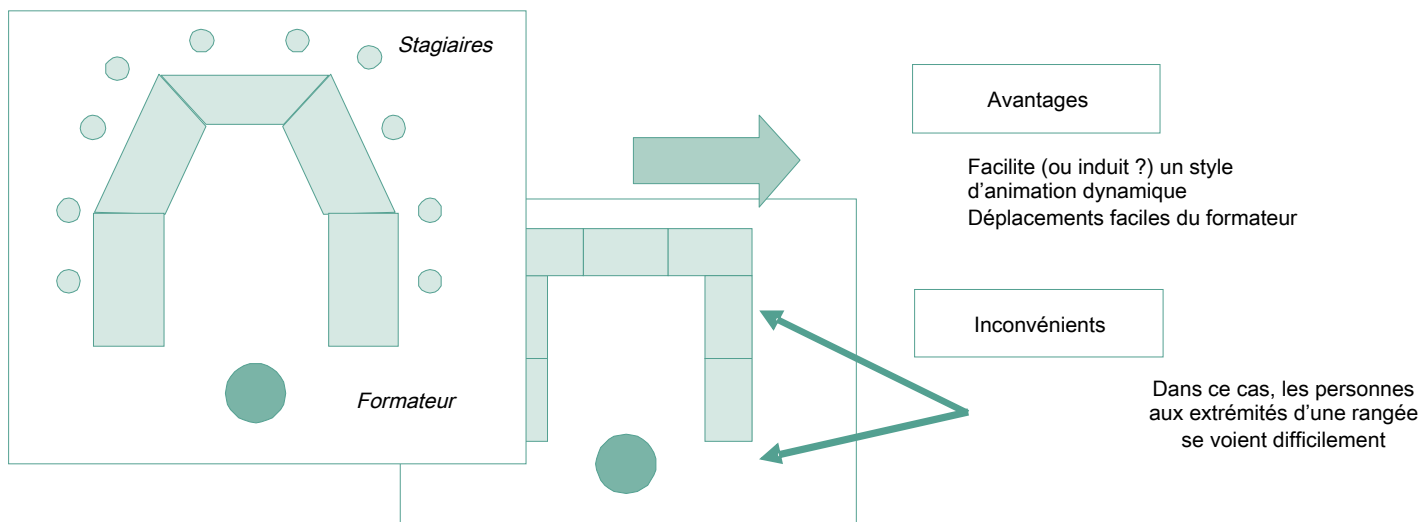 Stagiaires
Formateur
Avantages
Facilite (ou induit ?) un style
d’animation dynamique
Déplacements faciles du formateur
Inconvénients
Dans ce cas, les personnes
aux extrémités d’une rangée
se voient difficilement